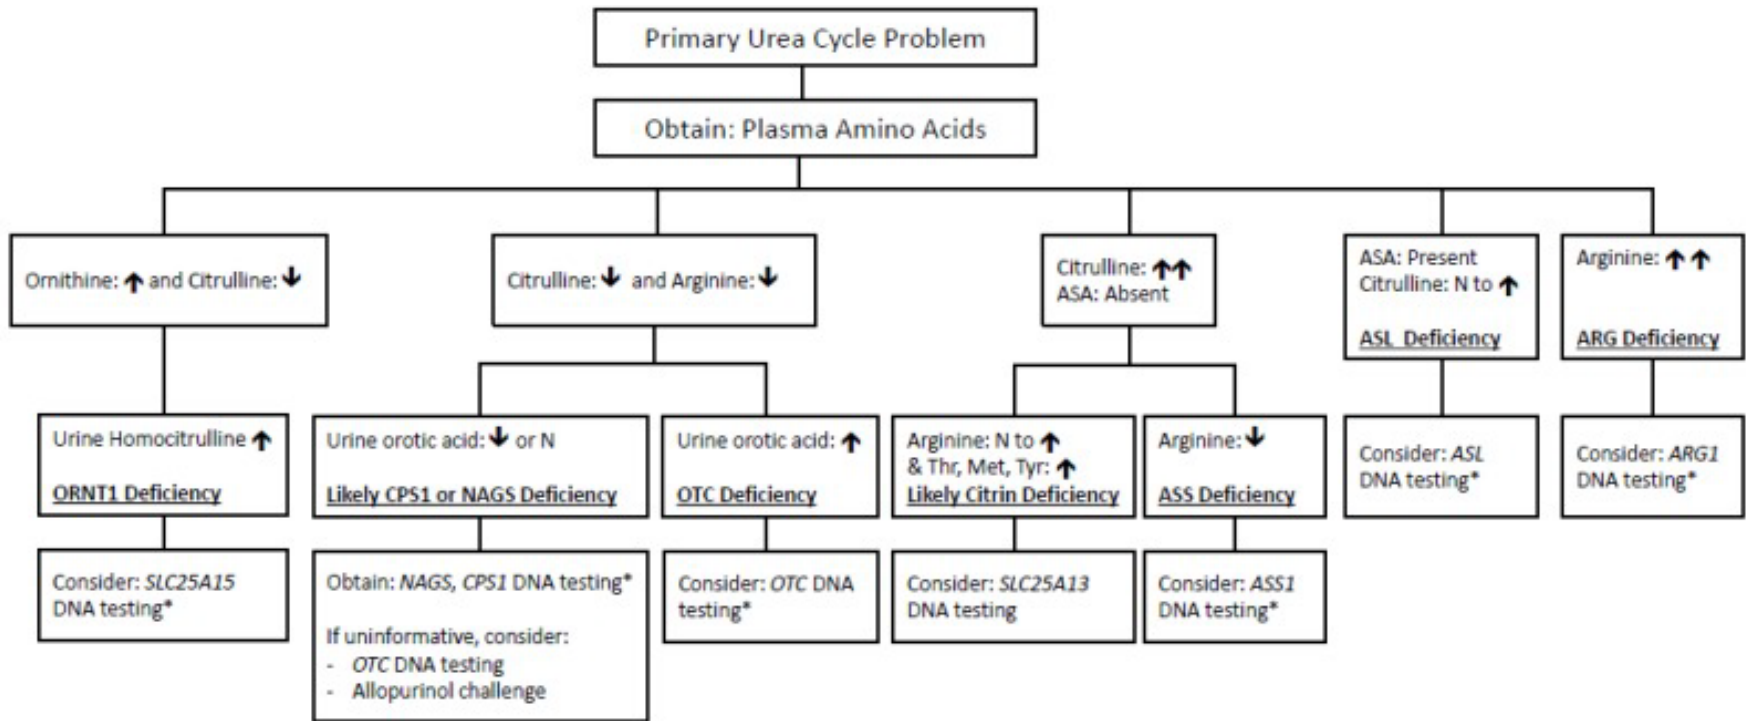 Primary Urea Cycle Problem
Obtain: Plasma Amino Acids
Ornithine: ↑ and Citrulline: ↓
Citrulline: ↓ and Arginine: ↓
Citrulline: ↑↑
ASA: Absent
ASA: Present
Citrulline: N to ↑
ASL Deficiency
Arginine: ↑ ↑
ARG Deficiency
Urine Homocitrulline ↑
ORNT1 Deficiency
Urine orotic acid: ↓ or N
Likely CPS1 or NAGS Deficiency
Urine orotic acid: ↑
OTC Deficiency
Arginine: N to ↑
& Thr, Met, Tyr: ↑
Likely Citrin Deficiency
Arginine: ↓
ASS Deficiency
Consider: ASL
DNA testing*
Consider: ARG1
DNA testing*
Consider: SLC25A15
DNA testing*
Obtain: NAGS, CPS1 DNA testing*
If uninformative, consider:
- OTC DNA testing
- Allopurinol challenge
Consider: OTC DNA
testing*
Consider: SLC25A13
DNA testing
Consider: ASS1
DNA testing*